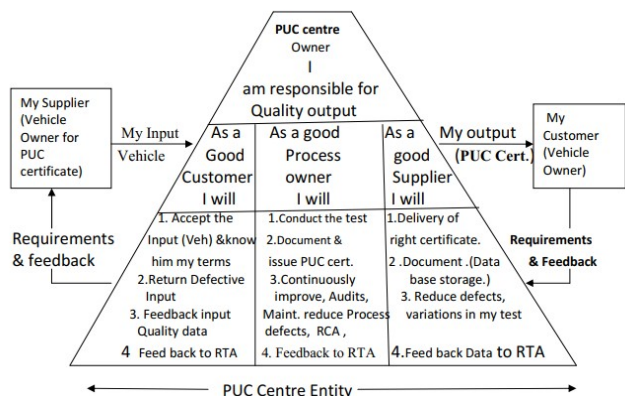 PUC centre
Owner
I
am responsible for
Quality output
My Supplier
(Vehicle
Owner for
PUC
certificate)
My Input
Vehicle
As a
Good
Customer
I will
As a good
Process
owner
I will
As a
good
Supplier
I will
My output
(PUC Cert.)
My
Customer
(Vehicle
Owner)
Requirements
& feedback
1. Accept the
Input (Veh) &know
him my terms
2.Return Defective
Input
3. Feedback input
Quality data
4 Feed back to RTA
1.Conduct the test
2.Document &
issue PUC cert.
3.Continuously
improve, Audits,
Maint. reduce Process
defects, RCA ,
4. Feedback to RTA
1.Delivery of
right certificate.
2 .Document .(Data
base storage.)
3. Reduce defects,
variations in my test
4.Feed back Data to RTA
Requirements
& Feedback
PUC Centre Entity